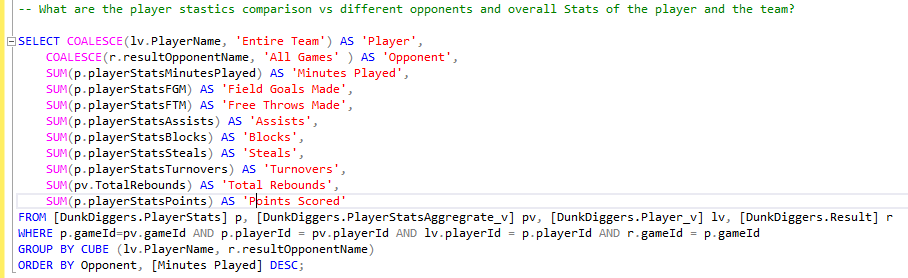 -- What are the player stastics comparison vs different opponents and overall Stats of the player and the team?
SELECT COALESCE(lv.PlayerName, 'Entire Team') AS 'Player',
COALESCE(r.resultOpponentName, 'All Games' ) AS 'Opponent',
SUM(p.playerStatsMinutesPlayed) AS 'Minutes Played',
SUM(p.playerStatsFGM) AS 'Field Goals Made',
SUM(p.playerStatsFTM) AS 'Free Throws Made',
SUM(p.playerStatsAssists) AS 'Assists',
SUM(p.playerStatsBlocks) AS 'Blocks',
SUM(p.playerStatsSteals) AS 'Steals',
SUM(p.playerStatsTurnovers) AS 'Turnovers',
SUM(pv.TotalRebounds) AS 'Total Rebounds',
SUM(p.playerStatsPoints) AS 'Points Scored'
FROM [DunkDiggers.PlayerStats] p, [DunkDiggers.PlayerStatsAggregrate_v] pv, [DunkDiggers.Player_v] lv, [DunkDiggers.Result] r
WHERE p.gameId=pv.gameId AND p.playerId = pv.playerId AND lv.playerId = p.playerId AND r.gameId = p.gameId
GROUP BY CUBE (lv.PlayerName, r.resultOpponentName)
ORDER BY Opponent, [Minutes Played] DESC;